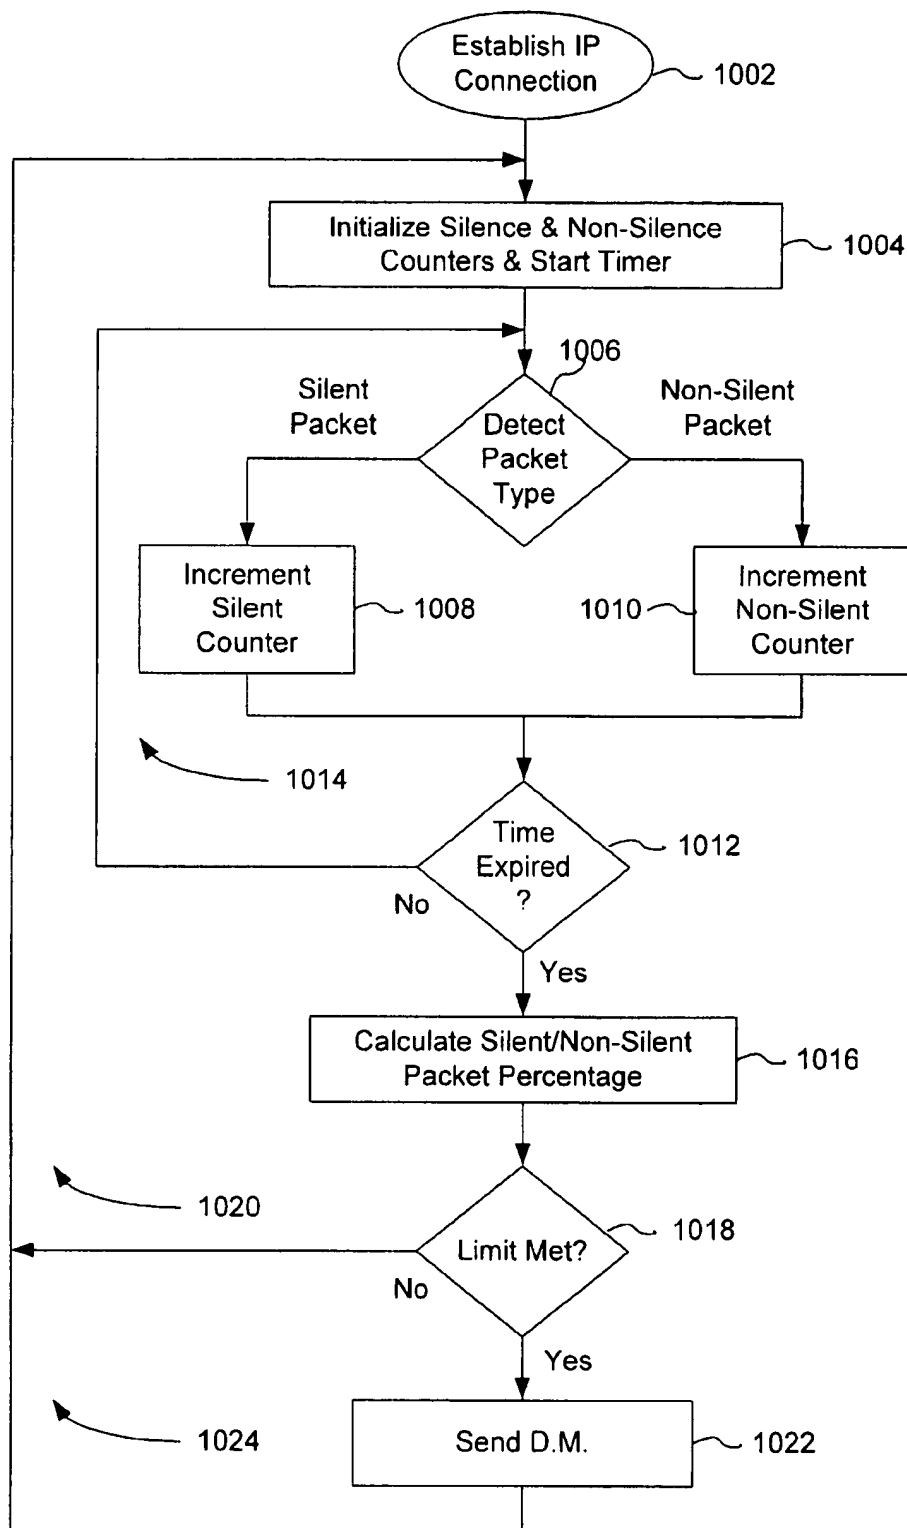 Establish IP
Connection
1002
Initialize Silence & Non-Silence
Counters & Start Timer
1004
1006
Silent
Packet
Detect
Packet
Type
Non-Silent
Packet
Increment
Silent
Counter
1008
1010
Increment
Non-Silent
Counter
1014
Time
Expired
?
1012
No
Yes
Calculate Silent/Non-Silent
Packet Percentage
1016
1020
Limit Met?
1018
No
Yes
1024
Send D.M.
1022